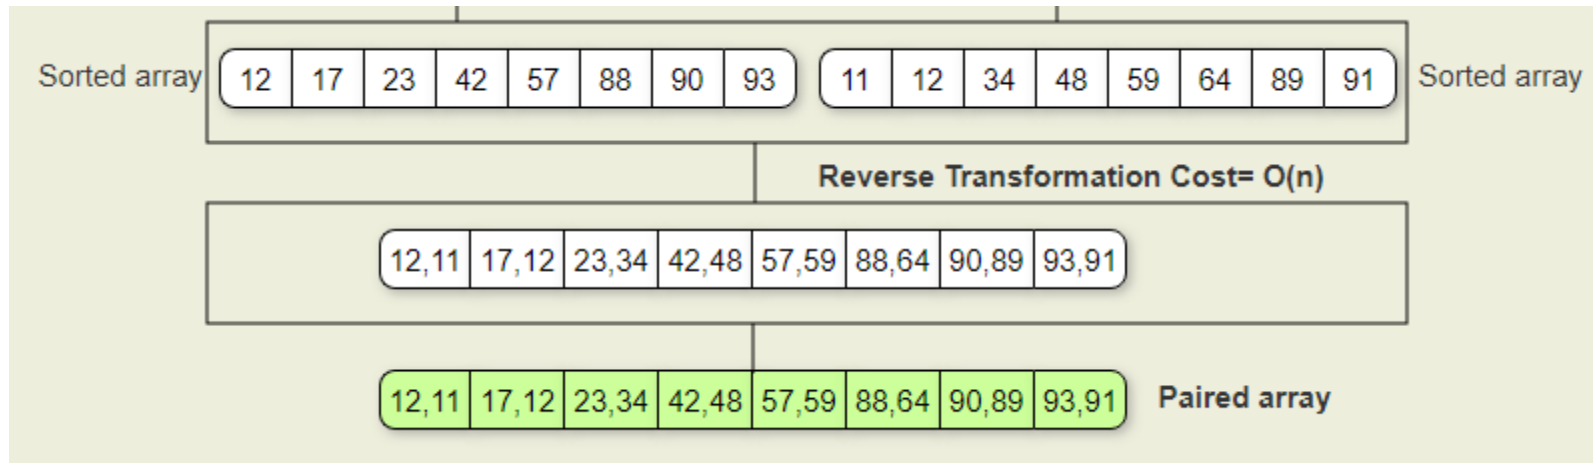 Sorted array 12 17 23 42 57 88 90 93 11 12 34 48 59 64 89 91 Sorted array
Reverse Transformation Cost= O(n)
12,11 17,12 23,34 42,48 57,59 88,64 90,89 93,91
12,11 17,12 23,34 42,48 57,59 88,64 90,89 93,91 Paired array